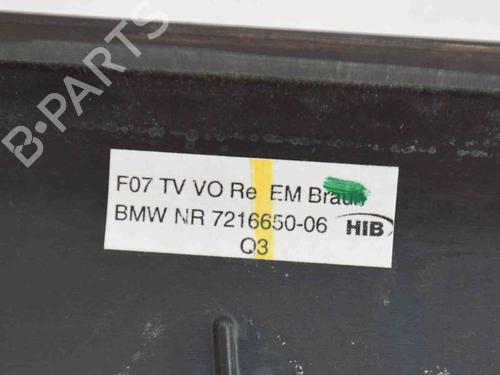 B-PARTS
F07 TV VO Re EM Braun
BMW NR 7216650-06 HIB
Q3